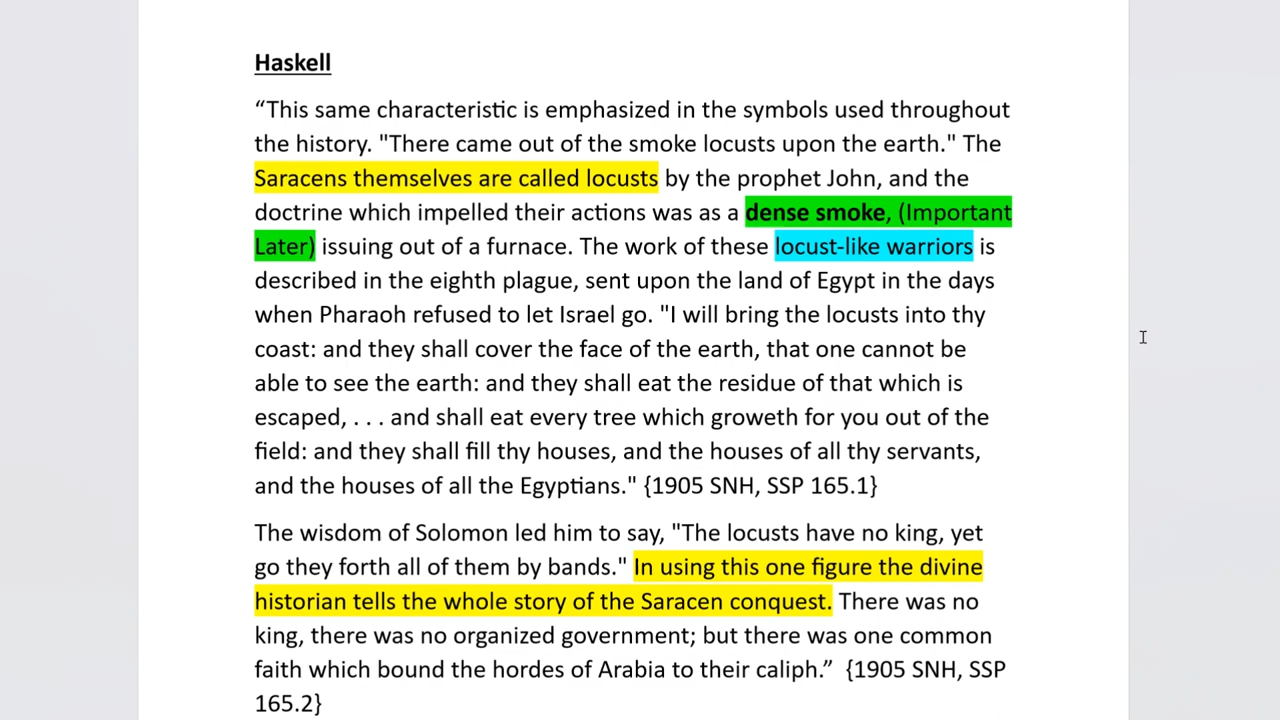 Haskell
“This same characteristic is emphasized in the symbols used throughout
the history. "There came out of the smoke locusts upon the earth." The
Saracens themselves are called locusts by the prophet John, and the
doctrine which impelled their actions was as a dense smoke, (Important
Later) issuing out of a furnace. The work of these locust-like warriors is
described in the eighth plague, sent upon the land of Egypt in the days
when Pharaoh refused to let Israel go. "I will bring the locusts into thy
coast: and they shall cover the face of the earth, that one cannot be
able to see the earth: and they shall eat the residue of that which is
escaped, . . . and shall eat every tree which groweth for you out of the
field: and they shall fill thy houses, and the houses of all thy servants,
and the houses of all the Egyptians." {1905 SNH, SSP 165.1}
The wisdom of Solomon led him to say, "The locusts have no king, yet
go they forth all of them by bands." In using this one figure the divine
historian tells the whole story of the Saracen conquest. There was no
king, there was no organized government; but there was one common
faith which bound the hordes of Arabia to their caliph.”  {1905 SNH, SSP
165.2}